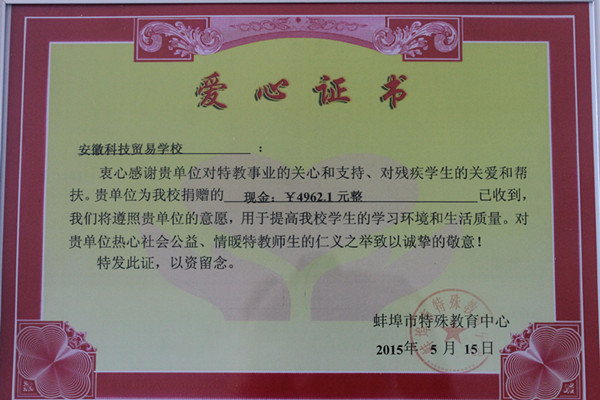 爱心证书
安徽科技贸易学校：
衷心感谢贵单位对特教事业的关心和支持、对残疾学生的关爱和帮
扶。贵单位为我校捐赠的 现金：￥4962.1 元整 已收到，
我们将遵照贵单位的意愿，用于提高我校学生的学习环境和生活质量。对
贵单位热心社会公益、情暖特教师生的仁义之举致以诚挚的敬意！
特发此证，以资留念。
蚌埠市特殊教育中心
2015年 5 月 15日